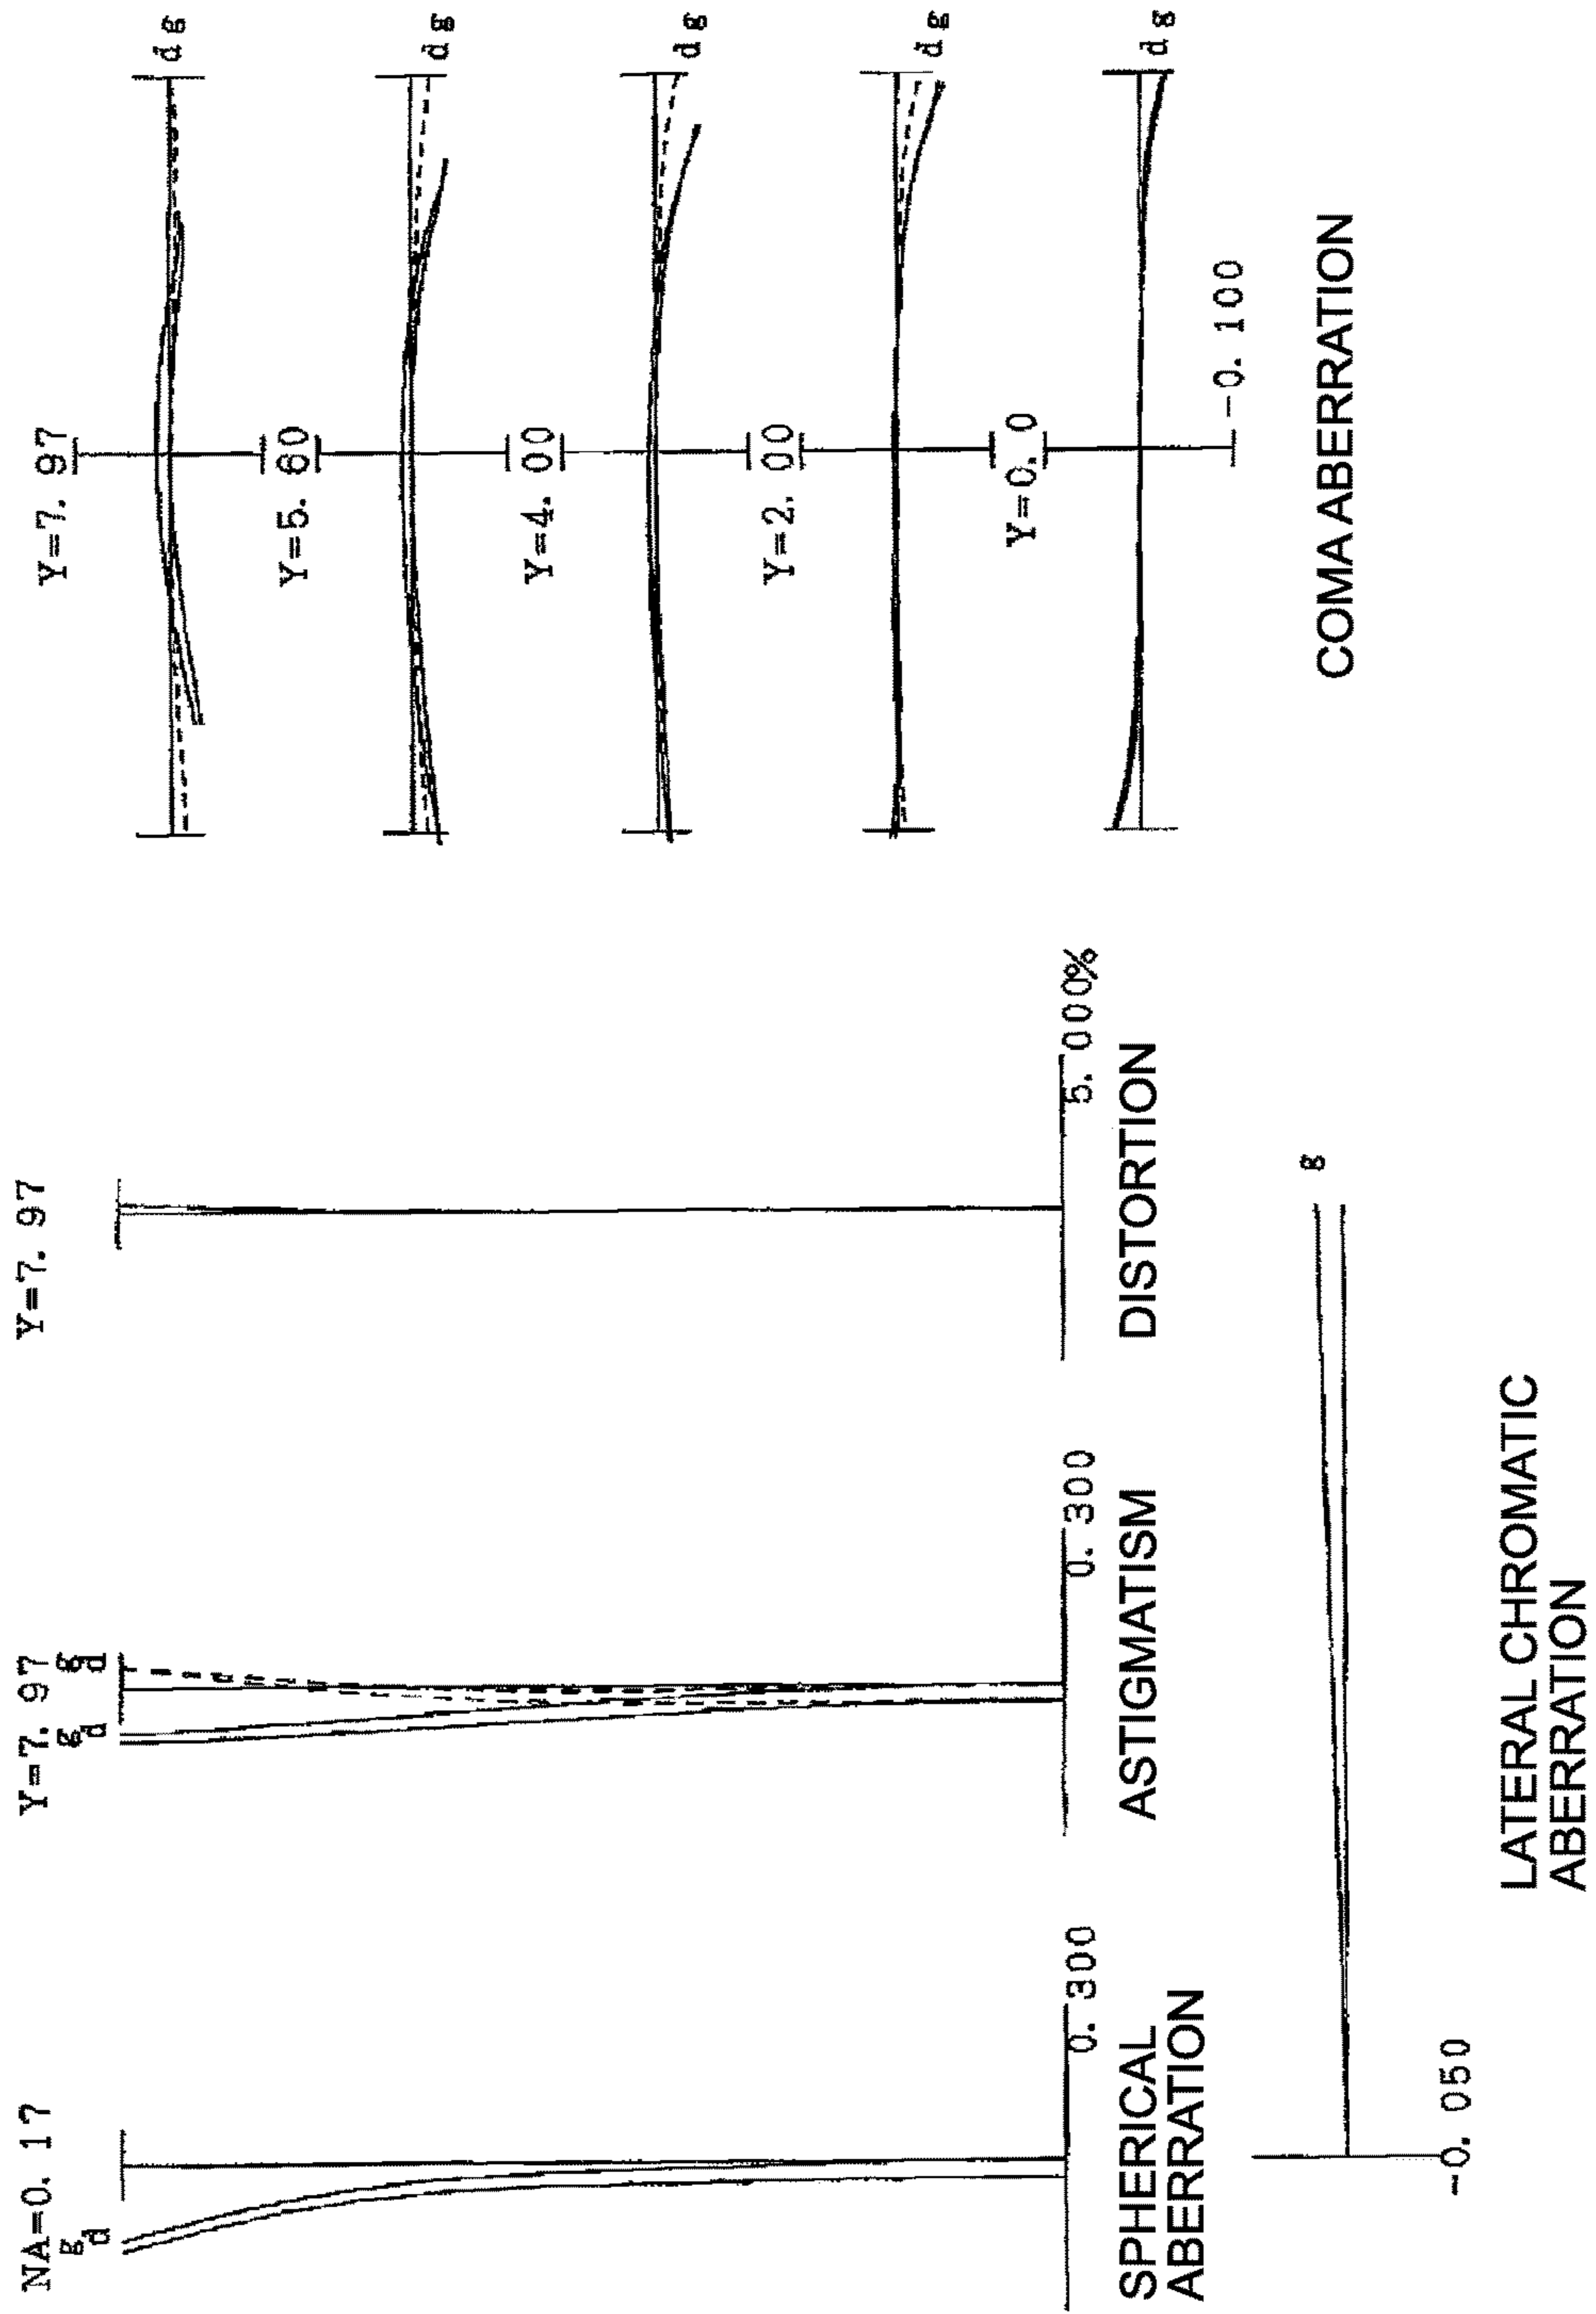 NA=0. 17
g
d
0. 300
SPHERICAL
ABERRATION
Y=7. 97
g
d
g
d
0. 300
ASTIGMATISM
Y=7. 97
5. 000%
DISTORTION
g
-0. 050
LATERAL CHROMATIC
ABERRATION
Y=7. 97
d g
Y=5. 60
d g
Y=4. 00
d g
Y=2. 00
d g
Y=0. 0
d g
-0. 100
COMA ABERRATION